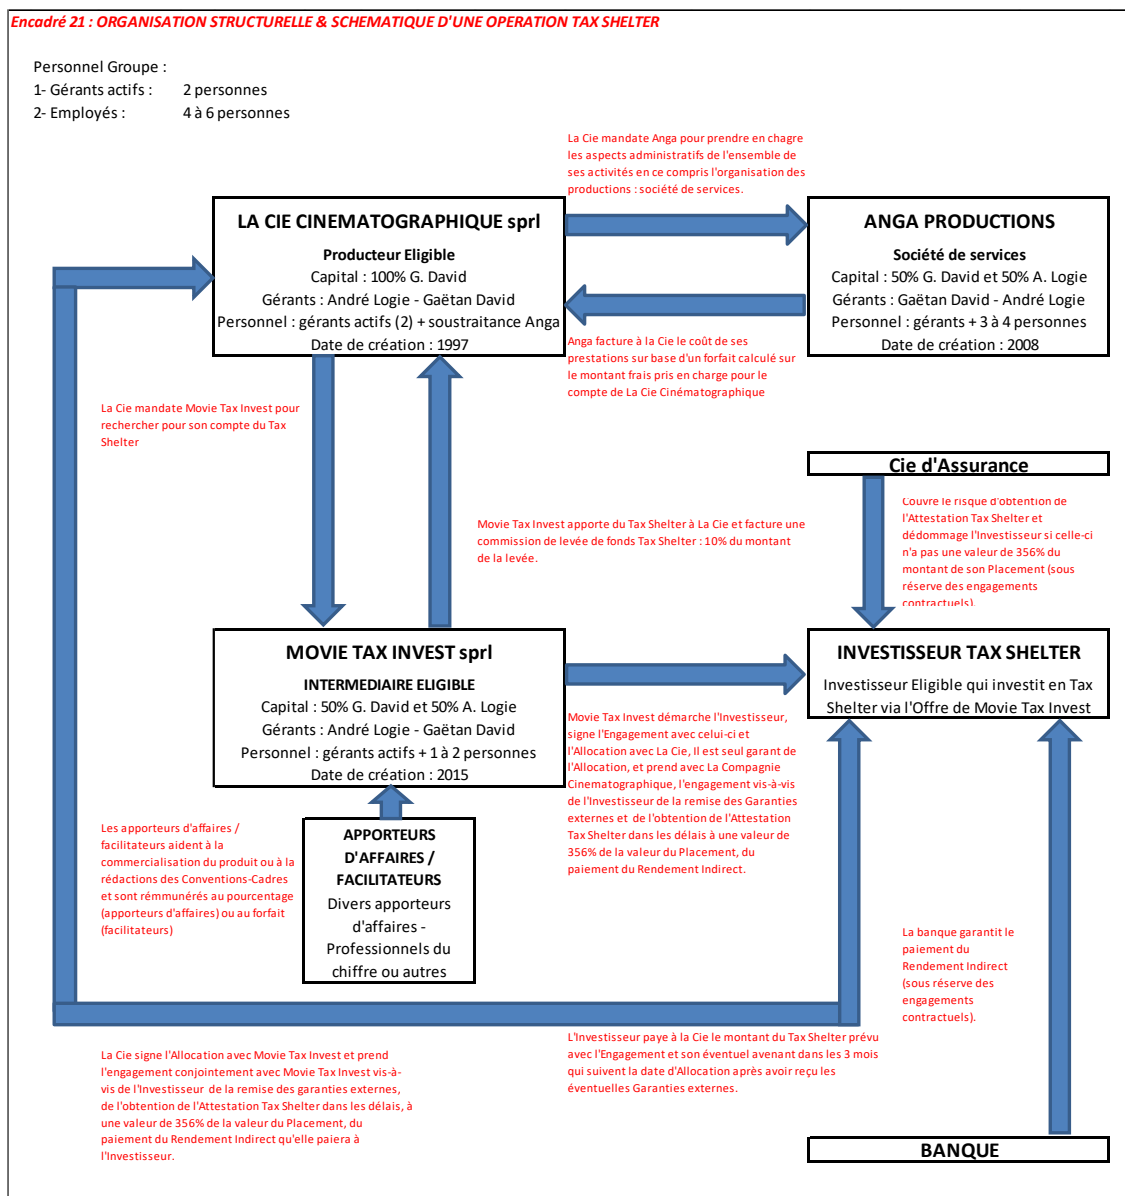 Encadré 21 : ORGANISATION STRUCTURELLE & SCHEMATIQUE D'UNE OPERATION TAX SHELTER
Personnel Groupe :
1- Gérants actifs : 2 personnes
2- Employés : 4 à 6 personnes
La Cie mandate Anga pour prendre en chagre
les aspects administratifs de l'ensemble de
ses activités en ce compris l'organisation des
productions : société de services.
LA CIE CINEMATOGRAPHIQUE sprl
Producteur Eligible
Capital : 100% G. David
Gérants : André Logie - Gaëtan David
Personnel : gérants actifs (2) + soustraitance Anga
Date de création : 1997
ANGA PRODUCTIONS
Société de services
Capital : 50% G. David et 50% A. Logie
Gérants : Gaëtan David - André Logie
Personnel : gérants + 3 à 4 personnes
Date de création : 2008
Anga facture à la Cie le coût de ses
prestations sur base d'un forfait calculé sur
le montant frais pris en charge pour le
compte de La Cie Cinématographique
La Cie mandate Movie Tax Invest pour
rechercher pour son compte du Tax
Shelter
Cie d'Assurance
Couvre le risque d'obtention de
l'Attestation Tax Shelter et
dédommage l'Investisseur si celle-ci
n'a pas une valeur de 356% du
montant de son Placement (sous
réserve des engagements
contractuels).
Movie Tax Invest apporte du Tax Shelter à La Cie et facture une
commission de levée de fonds Tax Shelter : 10% du montant
de la levée.
MOVIE TAX INVEST sprl
INTERMEDIAIRE ELIGIBLE
Capital : 50% G. David et 50% A. Logie
Gérants : André Logie - Gaëtan David
Personnel : gérants actifs + 1 à 2 personnes
Date de création : 2015
INVESTISSEUR TAX SHELTER
Investisseur Eligible qui investit en Tax
Shelter via l'Offre de Movie Tax Invest
Movie Tax Invest démarche l'Investisseur,
signe l'Engagement avec celui-ci et
l'Allocation avec La Cie, Il est seul garant de
l'Allocation, et prend avec La Compagnie
Cinematographique, l'engagement vis-à-vis
de l'Investisseur de la remise des Garanties
externes et de l'obtention de l'Attestation
Tax Shelter dans les délais à une valeur de
356% de la valeur du Placement, du
paiement du Rendement Indirect.
Les apporteurs d'affaires /
facilitateurs aident à la
commercialisation du produit ou à la
rédactions des Conventions-Cadres
et sont rémmunérés au pourcentage
(apporteurs d'affaires) ou au forfait
(facilitateurs)
APPORTEURS
D'AFFAIRES /
FACILITATEURS
Divers apporteurs
d'affaires -
Professionnels du
chiffre ou autres
La banque garantit le
paiement du
Rendement Indirect
(sous réserve des
engagements
contractuels).
La Cie signe l'Allocation avec Movie Tax Invest et prend
l'engagement conjointement avec Movie Tax Invest vis-à-
vis de l'Investisseur de la remise des garanties externes,
de l'obtention de l'Attestation Tax Shelter dans les délais, à
une valeur de 356% de la valeur du Placement, du
paiement du Rendement Indirect qu'elle paiera à
l'Investisseur.
L'Investisseur paye à la Cie le montant du Tax Shelter prévu
avec l'Engagement et son éventuel avenant dans les 3 mois
qui suivent la date d'Allocation après avoir reçu les
éventuelles Garanties externes.
BANQUE